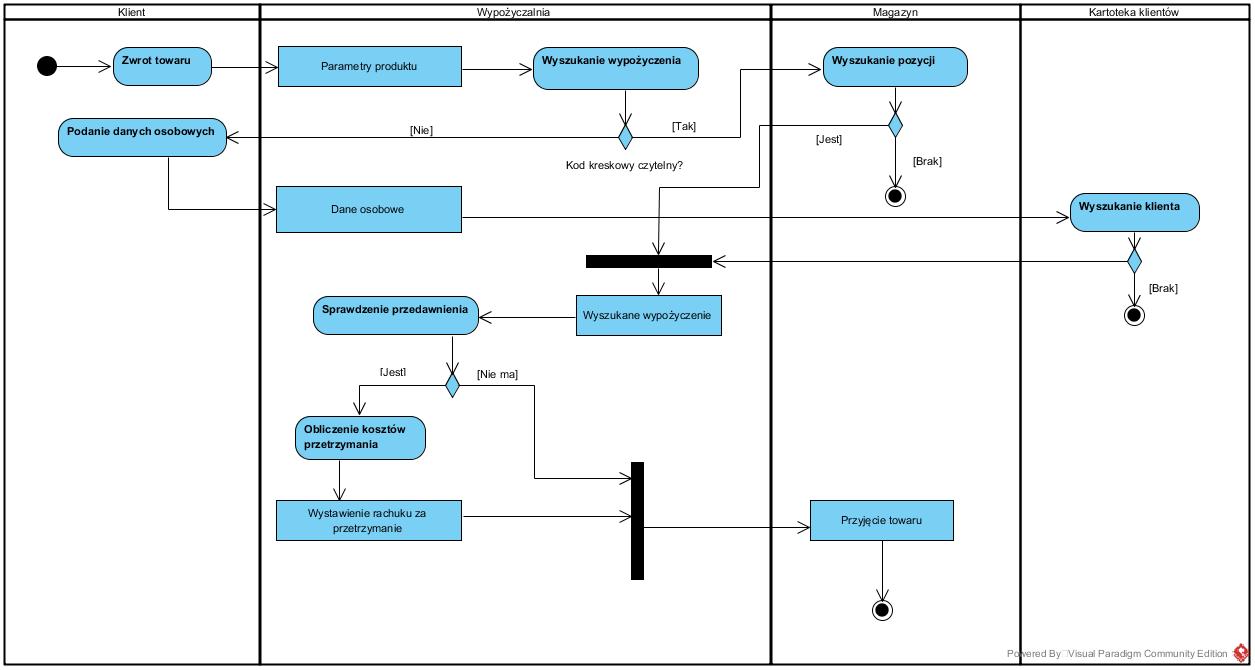 Klient
Wypożyczalnia
Magazyn
Kartoteka klientów
Zwrot towaru
Parametry produktu
Wyszukanie wypożyczenia
Wyszukanie pozycji
Podanie danych osobowych
[Nie]
[Tak]
[Jest]
[Brak]
Kod kreskowy czytelny?
Dane osobowe
Wyszukanie klienta
[Brak]
Sprawdzenie przedawnienia
Wyszukane wypożyczenie
[Jest]
[Nie ma]
Obliczenie kosztów
przetrzymania
Wystawienie rachuku za
przetrzymanie
Przyjęcie towaru
Powered By Visual Paradigm Community Edition